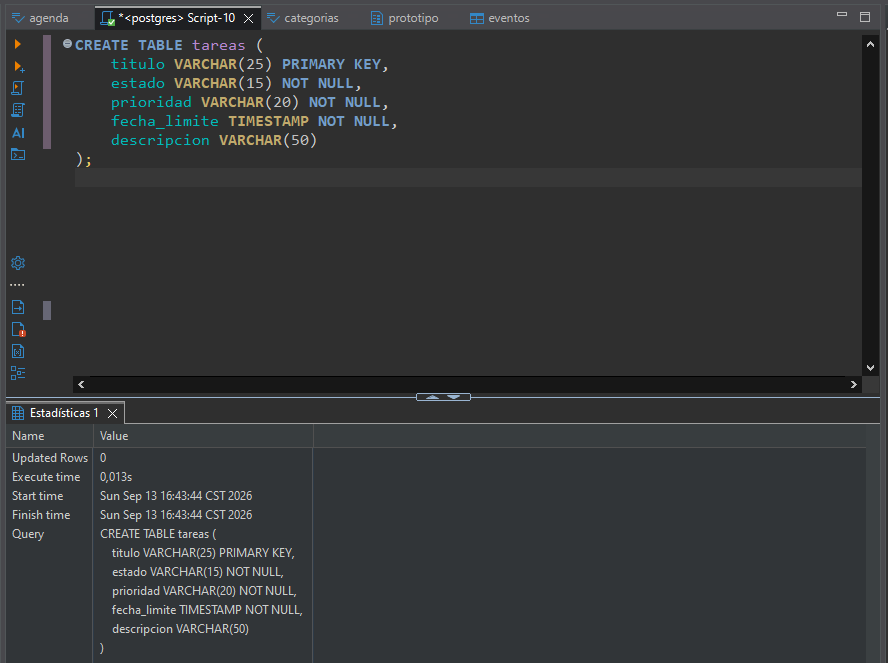 agenda
*<postgres> Script-10
categorias
prototipo
eventos
CREATE TABLE tareas (
titulo VARCHAR(25) PRIMARY KEY,
estado VARCHAR(15) NOT NULL,
prioridad VARCHAR(20) NOT NULL,
fecha_limite TIMESTAMP NOT NULL,
descripcion VARCHAR(50)
);
AI
Estadísticas 1
Name Value
Updated Rows 0
Execute time 0,013s
Start time Sun Sep 13 16:43:44 CST 2026
Finish time Sun Sep 13 16:43:44 CST 2026
Query CREATE TABLE tareas (
titulo VARCHAR(25) PRIMARY KEY,
estado VARCHAR(15) NOT NULL,
prioridad VARCHAR(20) NOT NULL,
fecha_limite TIMESTAMP NOT NULL,
descripcion VARCHAR(50)
)